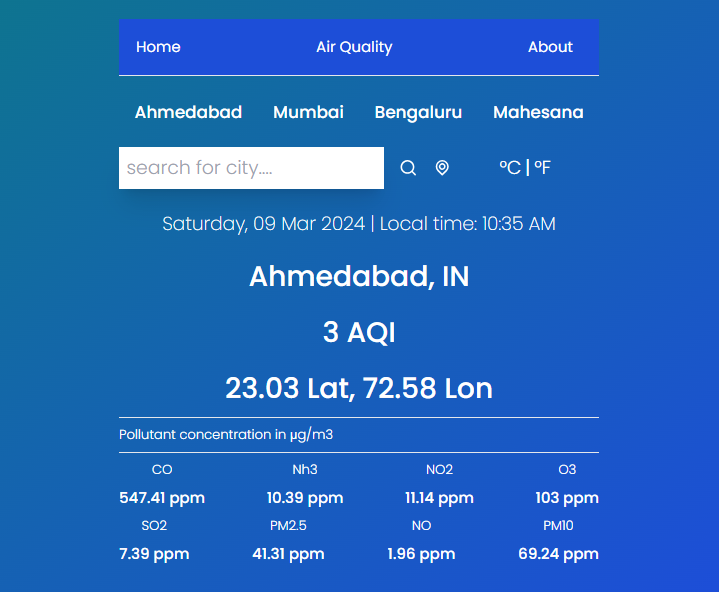 Home Air Quality About
Ahmedabad Mumbai Bengaluru Mahesana
search for city.... °C | °F
Saturday, 09 Mar 2024 | Local time: 10:35 AM
Ahmedabad, IN
3 AQI
23.03 Lat, 72.58 Lon
Pollutant concentration in μg/m3
CO Nh3 NO2 O3
547.41 ppm 10.39 ppm 11.14 ppm 103 ppm
SO2 PM2.5 NO PM10
7.39 ppm 41.31 ppm 1.96 ppm 69.24 ppm